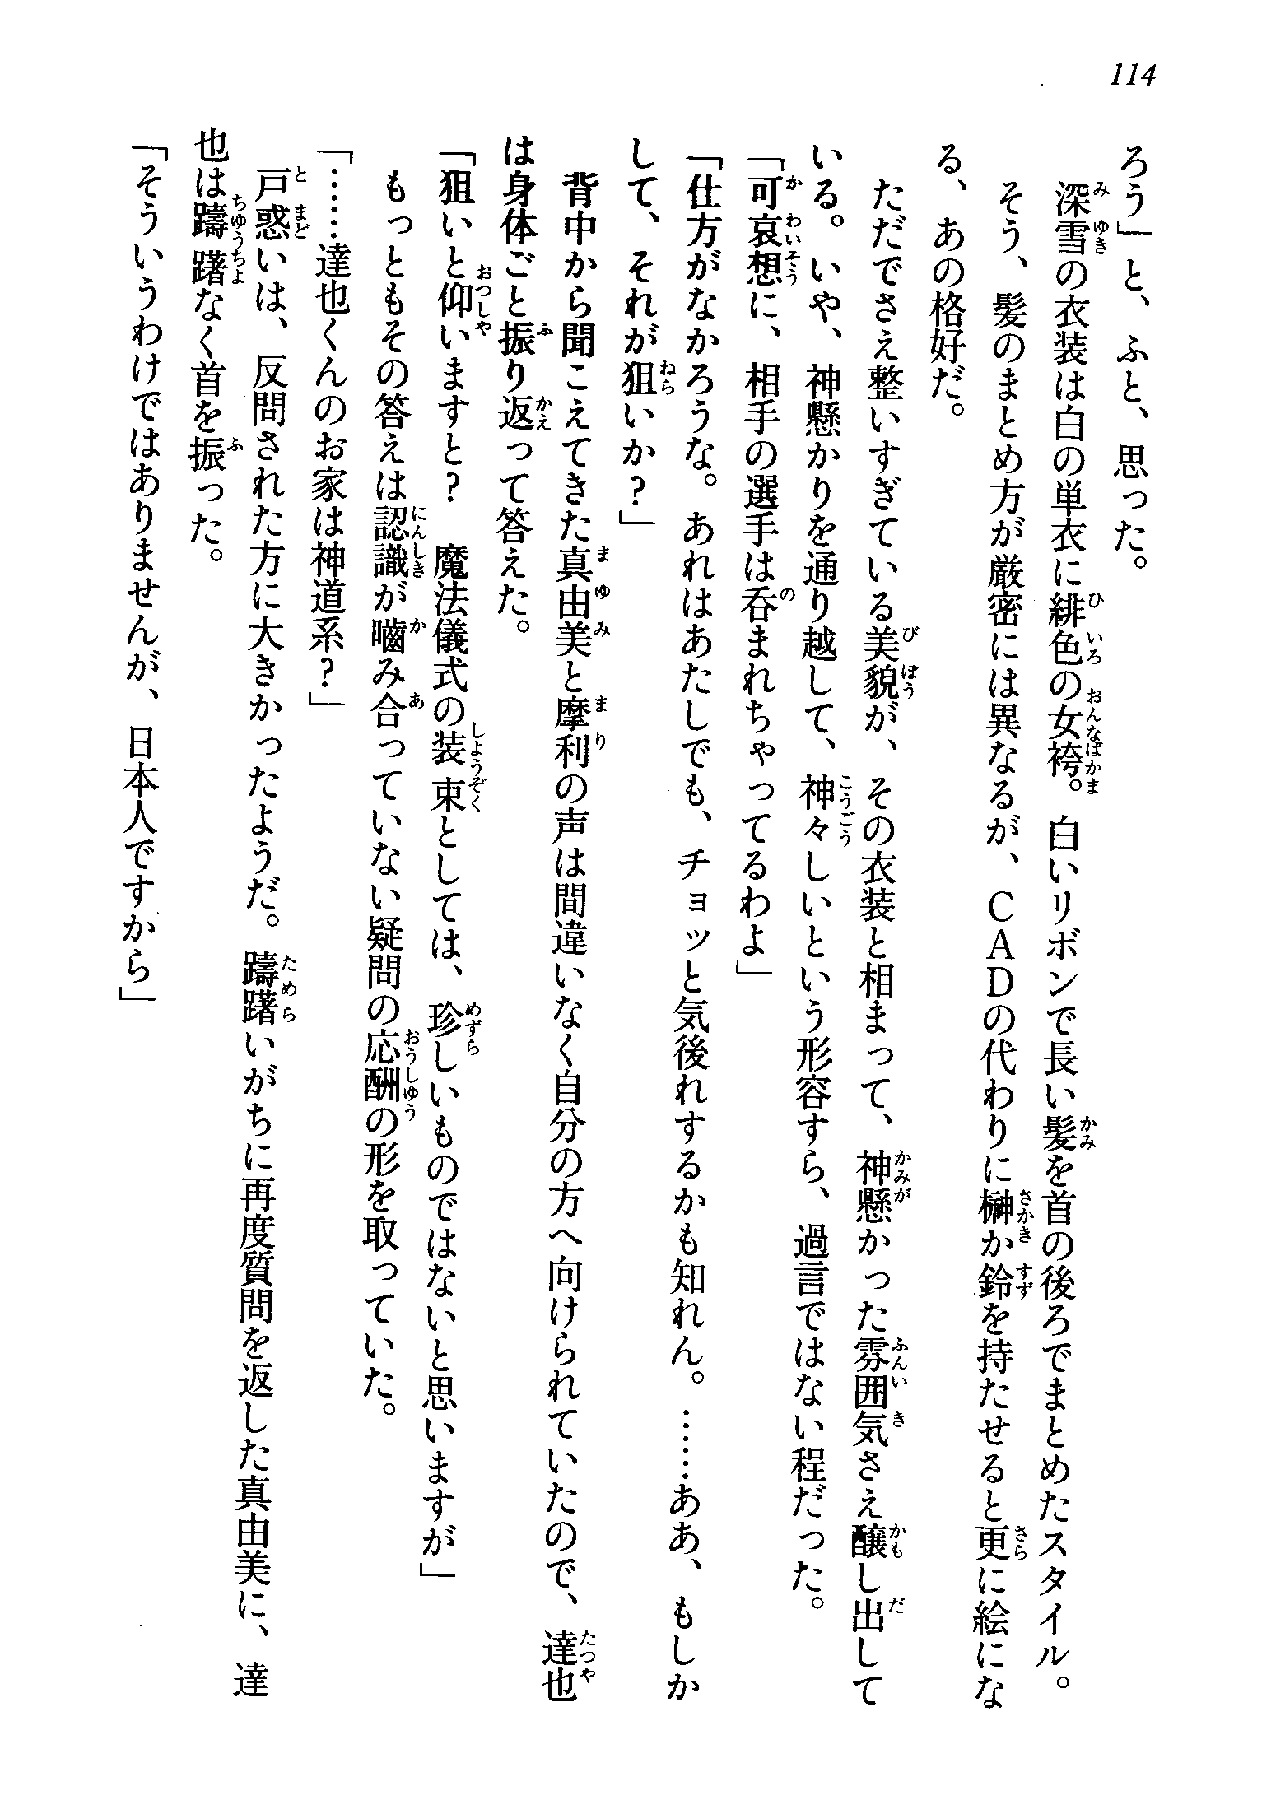 114
ろう」と、ふと、思った。
深雪の衣装は白の単衣に緋色の女袴。白いリボンで長い髪を首の後ろでまとめたスタイル。
そう、髪のまとめ方が厳密には異なるが、ＣＡＤの代わりに榊か鈴を持たせると更に絵にな
る、あの格好だ。
ただでさえ整いすぎている美貌が、その衣装と相まって、神懸かった雰囲気さえ醸し出して
いる。いや、神懸かりを通り越して、神々しいという形容すら、過言ではない程だった。
「可哀想に、相手の選手は呑まれちゃってるわよ」
「仕方がなかろうな。あれはあたしでも、チョッと気後れするかも知れん。……ああ、もしか
して、それが狙いか？」
背中から聞こえてきた真由美と摩利の声は間違いなく自分の方へ向けられていたので、達也
は身体ごと振り返って答えた。
「狙いと仰いますと？　魔法儀式の装束としては、珍しいものではないと思いますが」
もっともその答えは認識が嚙み合っていない疑問の応酬の形を取っていた。
「……達也くんのお家は神道系？」
戸惑いは、反問された方に大きかったようだ。躊躇いがちに再度質問を返した真由美に、達
也は躊躇なく首を振った。
「そういうわけではありませんが、日本人ですから」